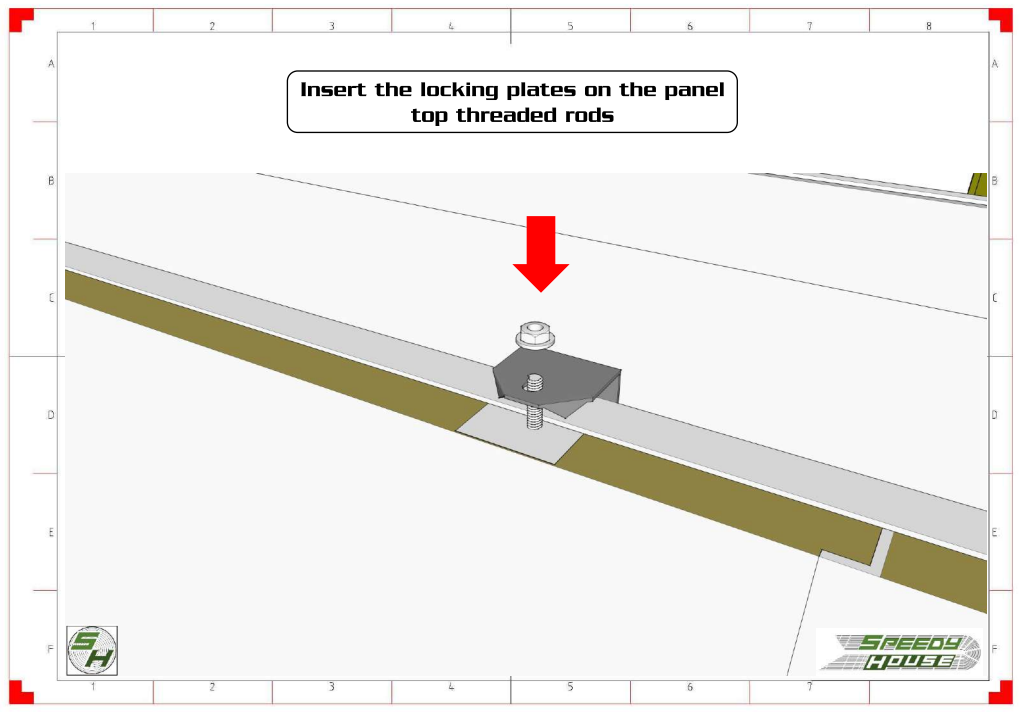 1 2 3 4 5 6 7 8
A A
Insert the locking plates on the panel
top threaded rods
B B
C C
D D
E E
F F
SH
SPEEDY
HOUSE
1 2 3 4 5 6 7